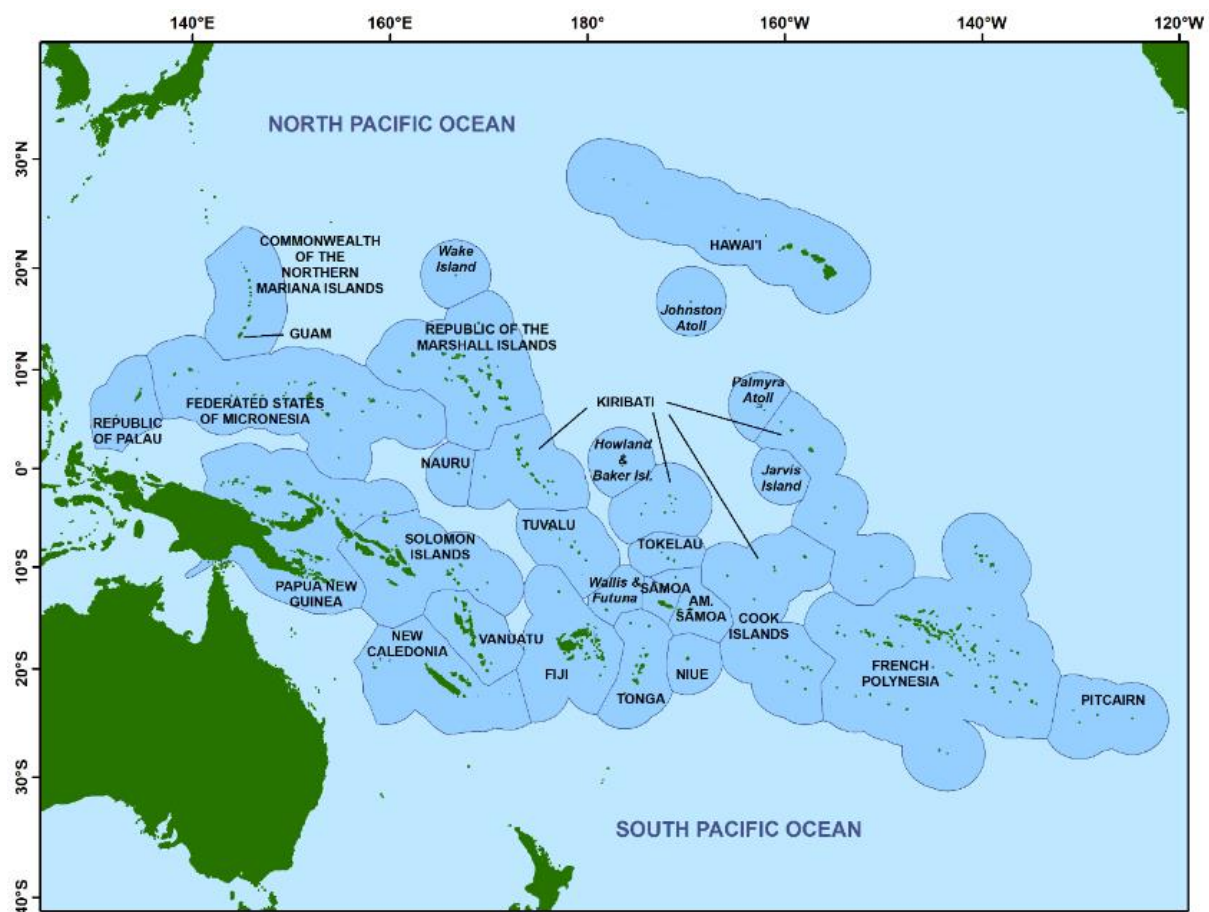 140°E 160°E 180° 160°W 140°W 120°W
NORTH PACIFIC OCEAN
30°N
20°N
10°N
0°
10°S
20°S
30°S
40°S
COMMONWEALTH
OF THE
NORTHERN
MARIANA ISLANDS
GUAM
Wake
Island
HAWAI'I
Johnston
Atoll
REPUBLIC OF THE
MARSHALL ISLANDS
Palmyra
Atoll
KIRIBATI
FEDERATED STATES
OF MICRONESIA
REPUBLIC
OF PALAU
NAURU
Howland
&
Baker Isl.
Jarvis
Island
TUVALU
TOKELAU
SOLOMON
ISLANDS
PAPUA NEW
GUINEA
Wallis &
Futuna
SĀMOA
AM.
SĀMOA
COOK
ISLANDS
NEW
CALEDONIA
VANUATU
FIJI
TONGA
NIUE
FRENCH
POLYNESIA
PITCAIRN
SOUTH PACIFIC OCEAN